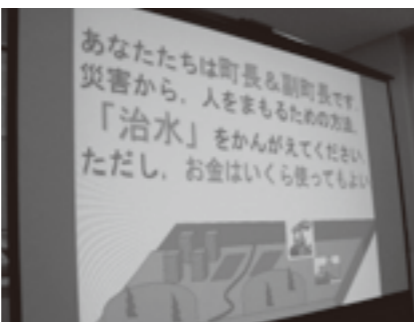 あなたたちは町長＆副町長です．
災害から，人をまもるための方法，
「治水」をかんがえてください．
ただし，お金はいくら使ってもよい